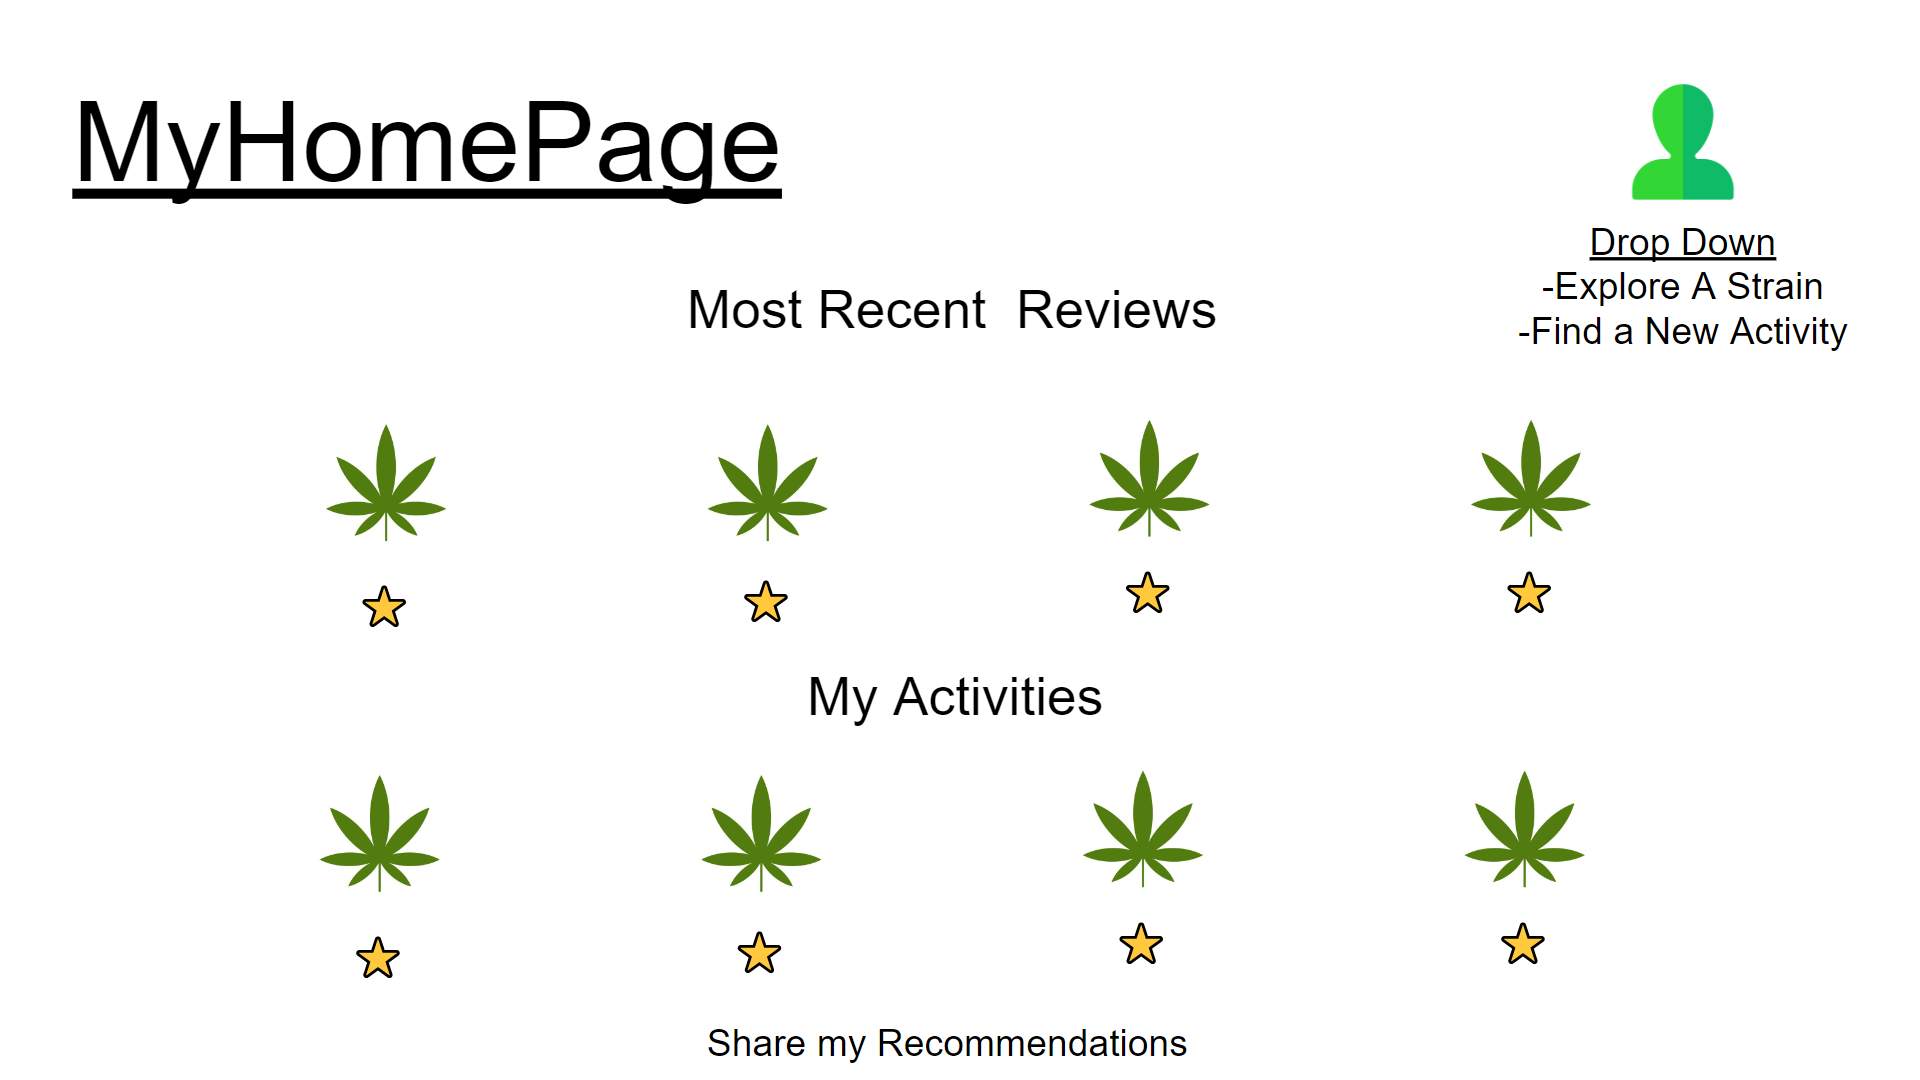 MyHomePage
Drop Down
-Explore A Strain
-Find a New Activity
Most Recent  Reviews
My Activities
Share my Recommendations